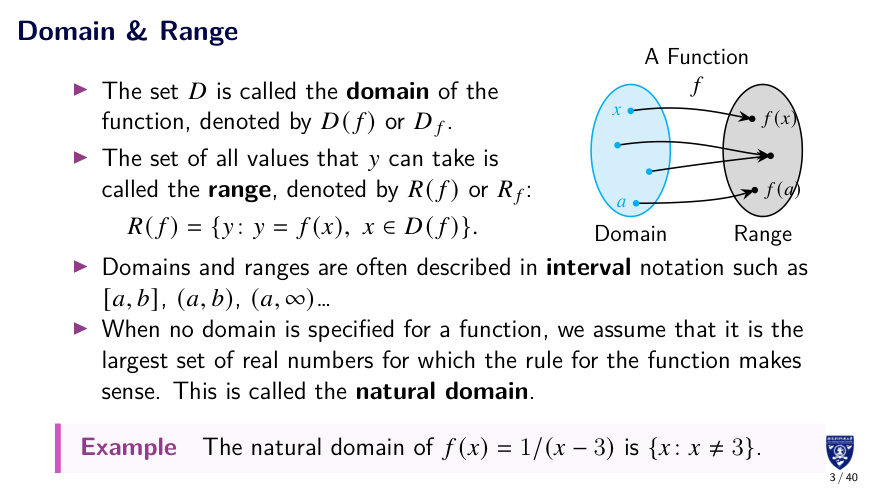 Domain & Range
▶ The set D is called the domain of the
function, denoted by D(f) or D_f.
▶ The set of all values that y can take is
called the range, denoted by R(f) or R_f:
R(f) = {y: y = f(x), x ∈ D(f)}.
A Function
f
x
f(x)
a
f(a)
Domain Range
▶ Domains and ranges are often described in interval notation such as
[a, b], (a, b), (a, ∞)…
▶ When no domain is specified for a function, we assume that it is the
largest set of real numbers for which the rule for the function makes
sense. This is called the natural domain.
Example The natural domain of f(x) = 1/(x − 3) is {x: x ≠ 3}.
3 / 40